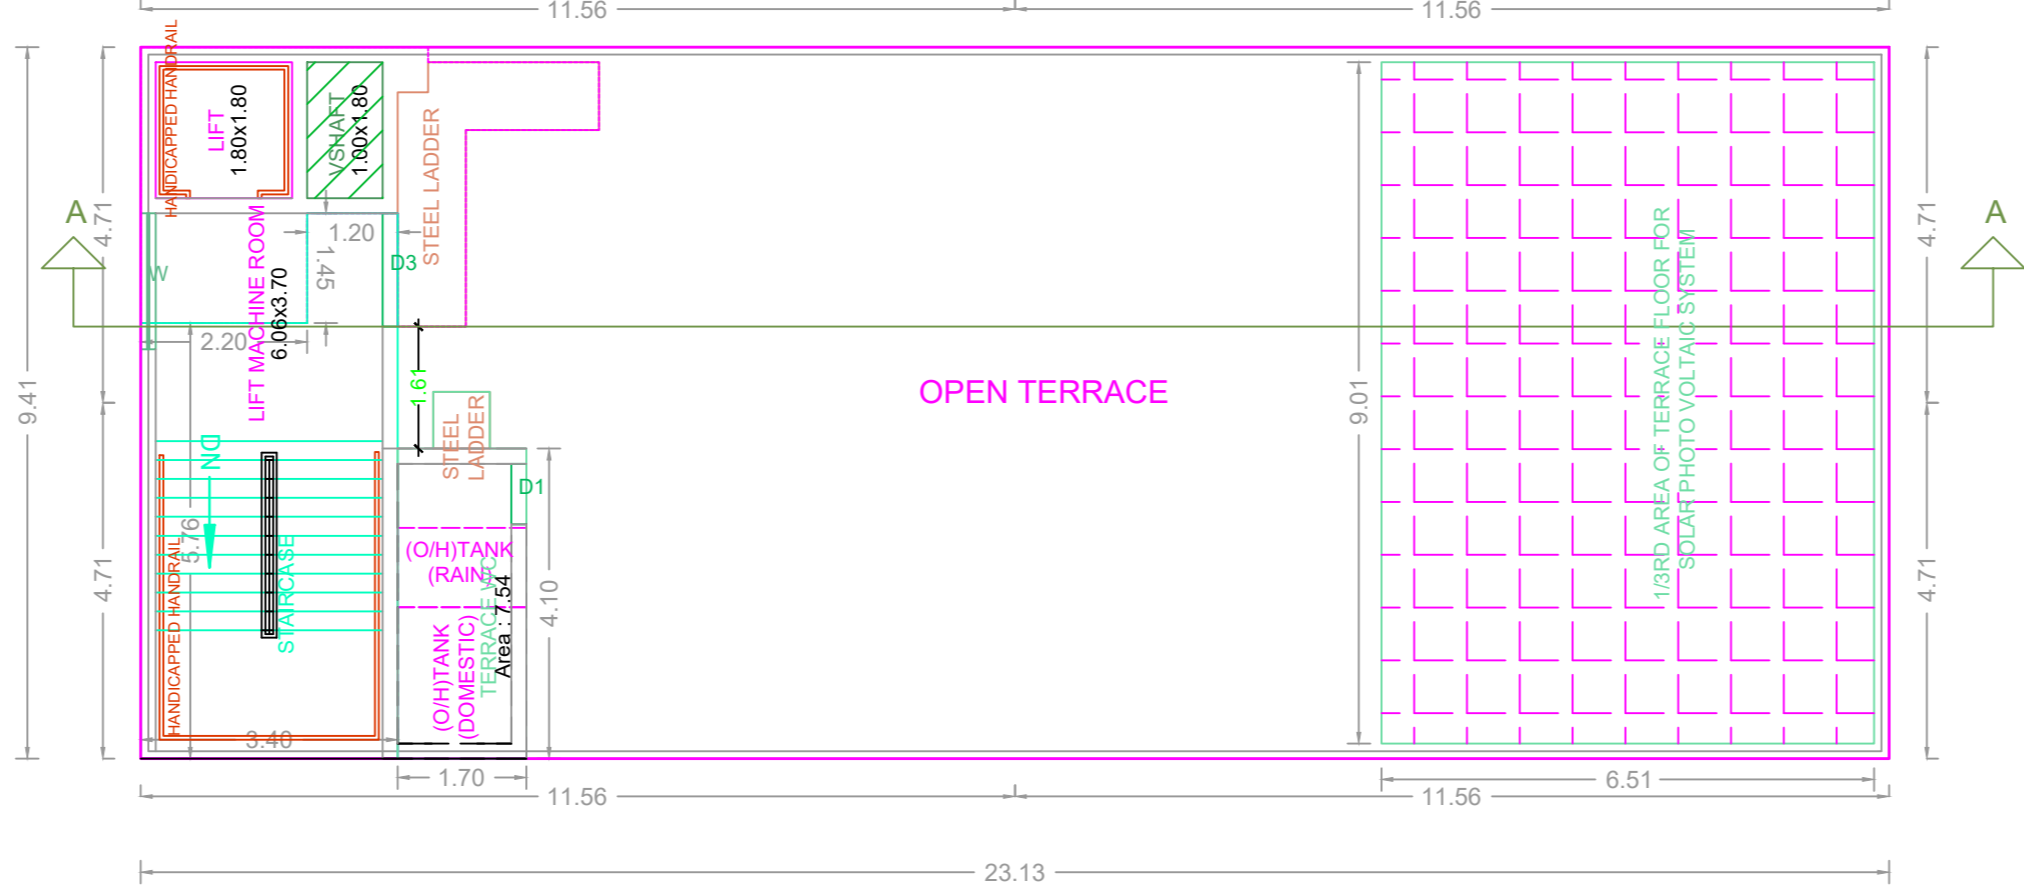 11.56
11.56
HANDICAPPED HANDRAIL
LIFT
1.80x1.80
VSHAFT
1.00x1.80
STEEL LADDER
A
A
4.71
4.71
9.41
W
LIFT MACHINE ROOM
6.06x3.70
1.20
1.45
D3
2.20
1.61
OPEN TERRACE
9.01
1/3RD AREA OF TERRACE FLOOR FOR
SOLAR PHOTO VOLTAIC SYSTEM
STEEL
LADDER
DN
D1
5.76
STAIRCASE
HANDICAPPED HANDRAIL
(O/H)TANK
(RAIN)
TERRACE W/C
Area : 7.54
(O/H)TANK
(DOMESTIC)
4.10
4.71
4.71
3.40
1.70
6.51
11.56
11.56
23.13